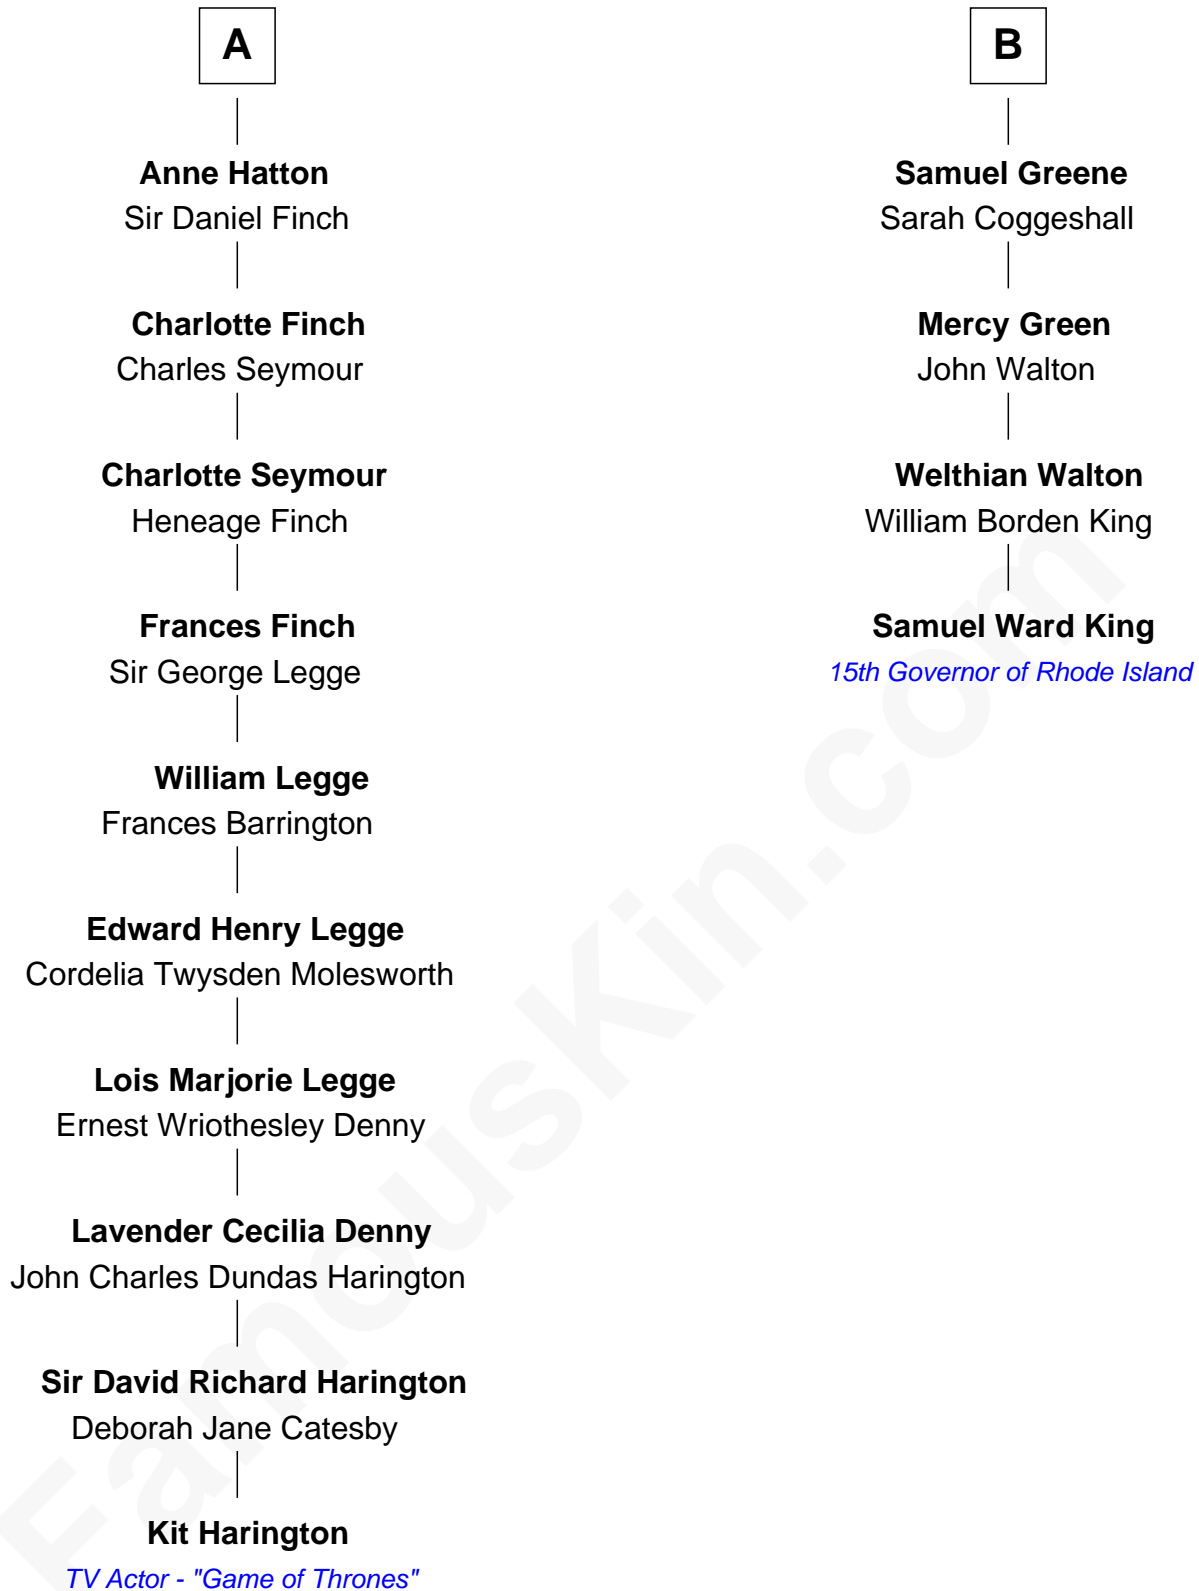 A
Anne Hatton
Sir Daniel Finch
Charlotte Finch
Charles Seymour
Charlotte Seymour
Heneage Finch
Frances Finch
Sir George Legge
William Legge
Frances Barrington
Edward Henry Legge
Cordelia Twysden Molesworth
Lois Marjorie Legge
Ernest Wriothesley Denny
Lavender Cecilia Denny
John Charles Dundas Harington
Sir David Richard Harington
Deborah Jane Catesby
Kit Harington
TV Actor - "Game of Thrones"
B
Samuel Greene
Sarah Coggeshall
Mercy Green
John Walton
Welthian Walton
William Borden King
Samuel Ward King
15th Governor of Rhode Island
FamousKin.com